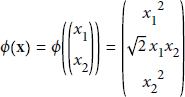 ϕ(x) = ϕ((x₁ x₂)) = (x₁² √2 x₁x₂ x₂²)